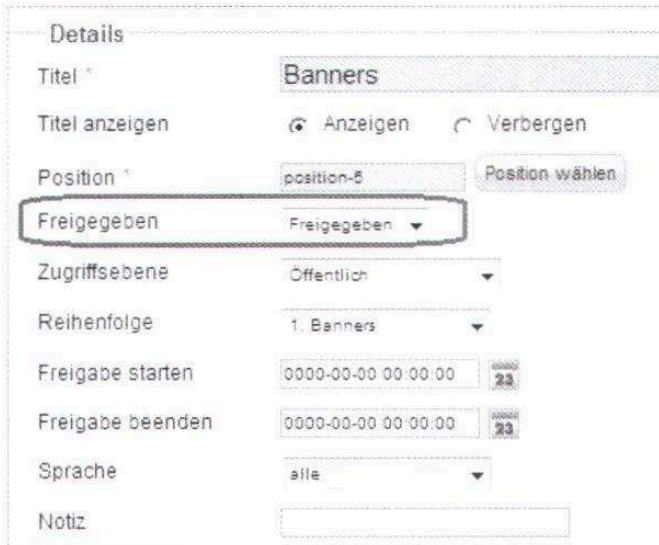 Details
Titel * Banners
Titel anzeigen Anzeigen Verbergen
Position * position-5 Position wählen
Freigegeben Freigegeben
Zugriffsebene Öffentlich
Reihenfolge 1. Banners
Freigabe starten 0000-00-00 00:00:00 23
Freigabe beenden 0000-00-00 00:00:00 23
Sprache alle
Notiz